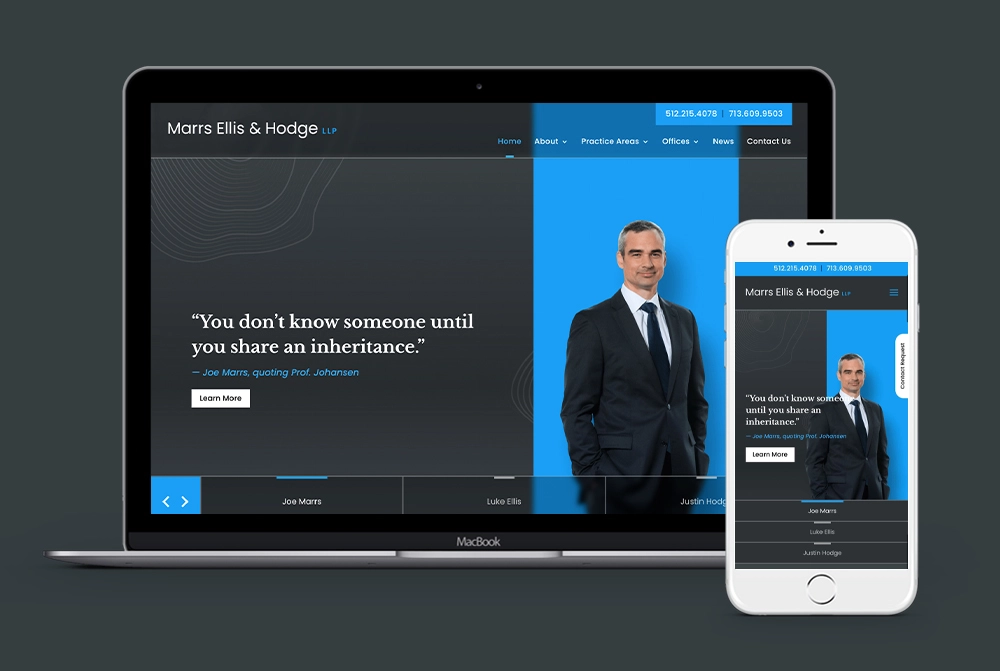 512.215.4078 | 713.609.9503
Marrs Ellis & Hodge LLP
Home About Practice Areas Offices News Contact Us
“You don’t know someone until
you share an inheritance.”
— Joe Marrs, quoting Prof. Johansen
Learn More
Joe Marrs Luke Ellis Justin Hodg
MacBook
512.215.4078 | 713.609.9503
Marrs Ellis & Hodge LLP
Contact Request
“You don’t know someone
until you share an
inheritance.”
— Joe Marrs, quoting Prof. Johansen
Learn More
Joe Marrs
Luke Ellis
Justin Hodge